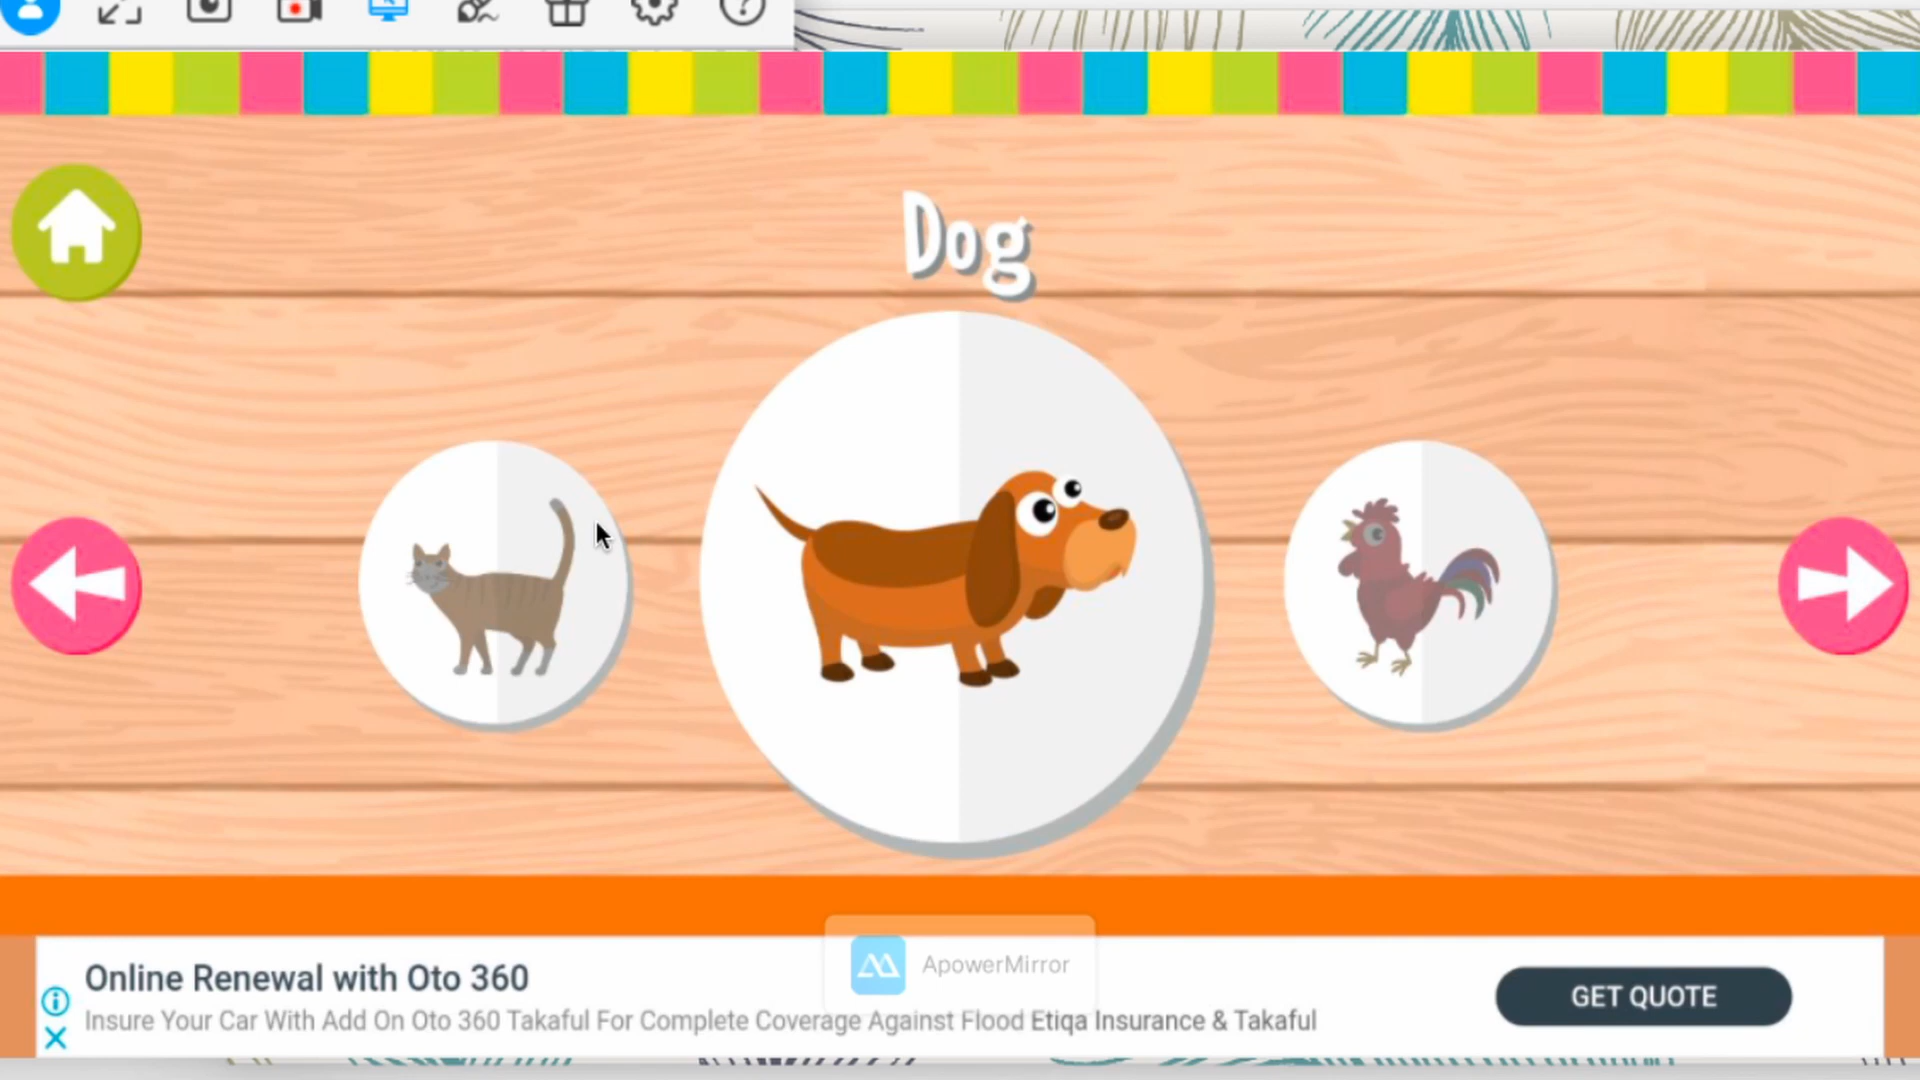 Dog
ApowerMirror
Online Renewal with Oto 360
GET QUOTE
Insure Your Car With Add On Oto 360 Takaful For Complete Coverage Against Flood Etiqa Insurance & Takaful